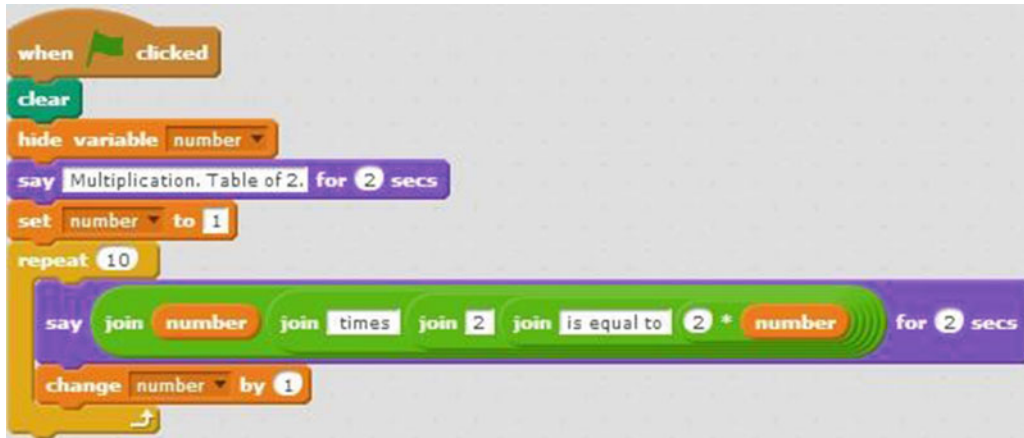 when clicked
clear
hide variable number
say Multiplication. Table of 2. for 2 secs
set number to 1
repeat 10
say join number join times join 2 join is equal to 2 * number for 2 secs
change number by 1